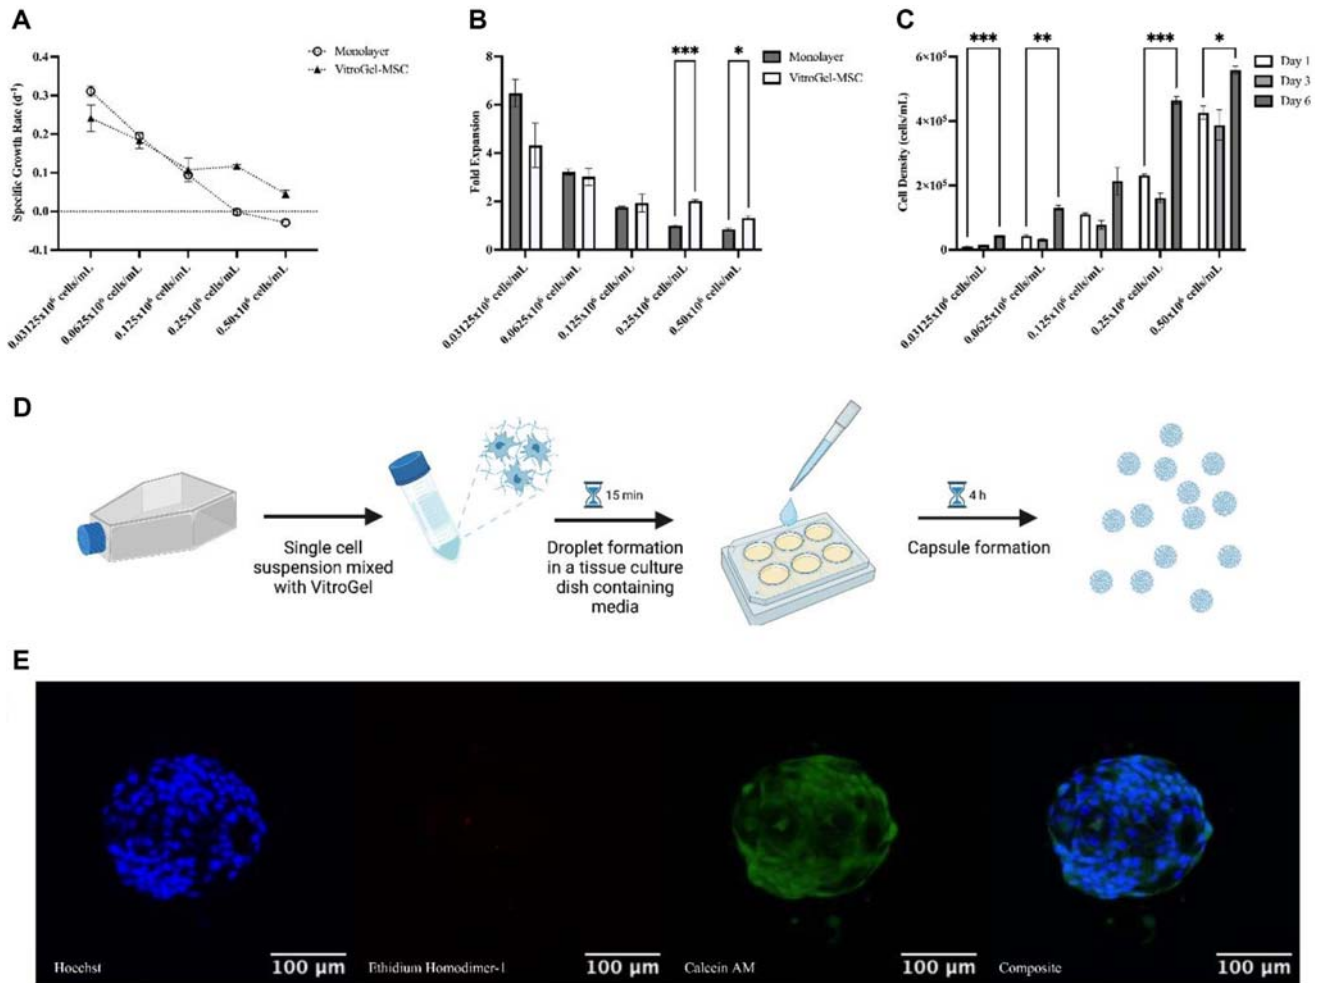 A
Specific Growth Rate (d⁻¹)
0.4
0.3
0.2
0.1
0.0
-0.1
Monolayer
VitroGel-MSC
0.03125x10⁶ cells/mL
0.0625x10⁶ cells/mL
0.125x10⁶ cells/mL
0.25x10⁶ cells/mL
0.50x10⁶ cells/mL
B
Fold Expansion
8
6
4
2
0
***
*
Monolayer
VitroGel-MSC
0.03125x10⁶ cells/mL
0.0625x10⁶ cells/mL
0.125x10⁶ cells/mL
0.25x10⁶ cells/mL
0.50x10⁶ cells/mL
C
Cell Density (cells/mL)
6×10⁵
4×10⁵
2×10⁵
0
***
**
***
*
Day 1
Day 3
Day 6
0.03125x10⁶ cells/mL
0.0625x10⁶ cells/mL
0.125x10⁶ cells/mL
0.25x10⁶ cells/mL
0.50x10⁶ cells/mL
D
Single cell
suspension mixed
with VitroGel
15 min
Droplet formation
in a tissue culture
dish containing
media
4 h
Capsule formation
E
Hoechst
100 μm
Ethidium Homodimer-1
100 μm
Calcein AM
100 μm
Composite
100 μm